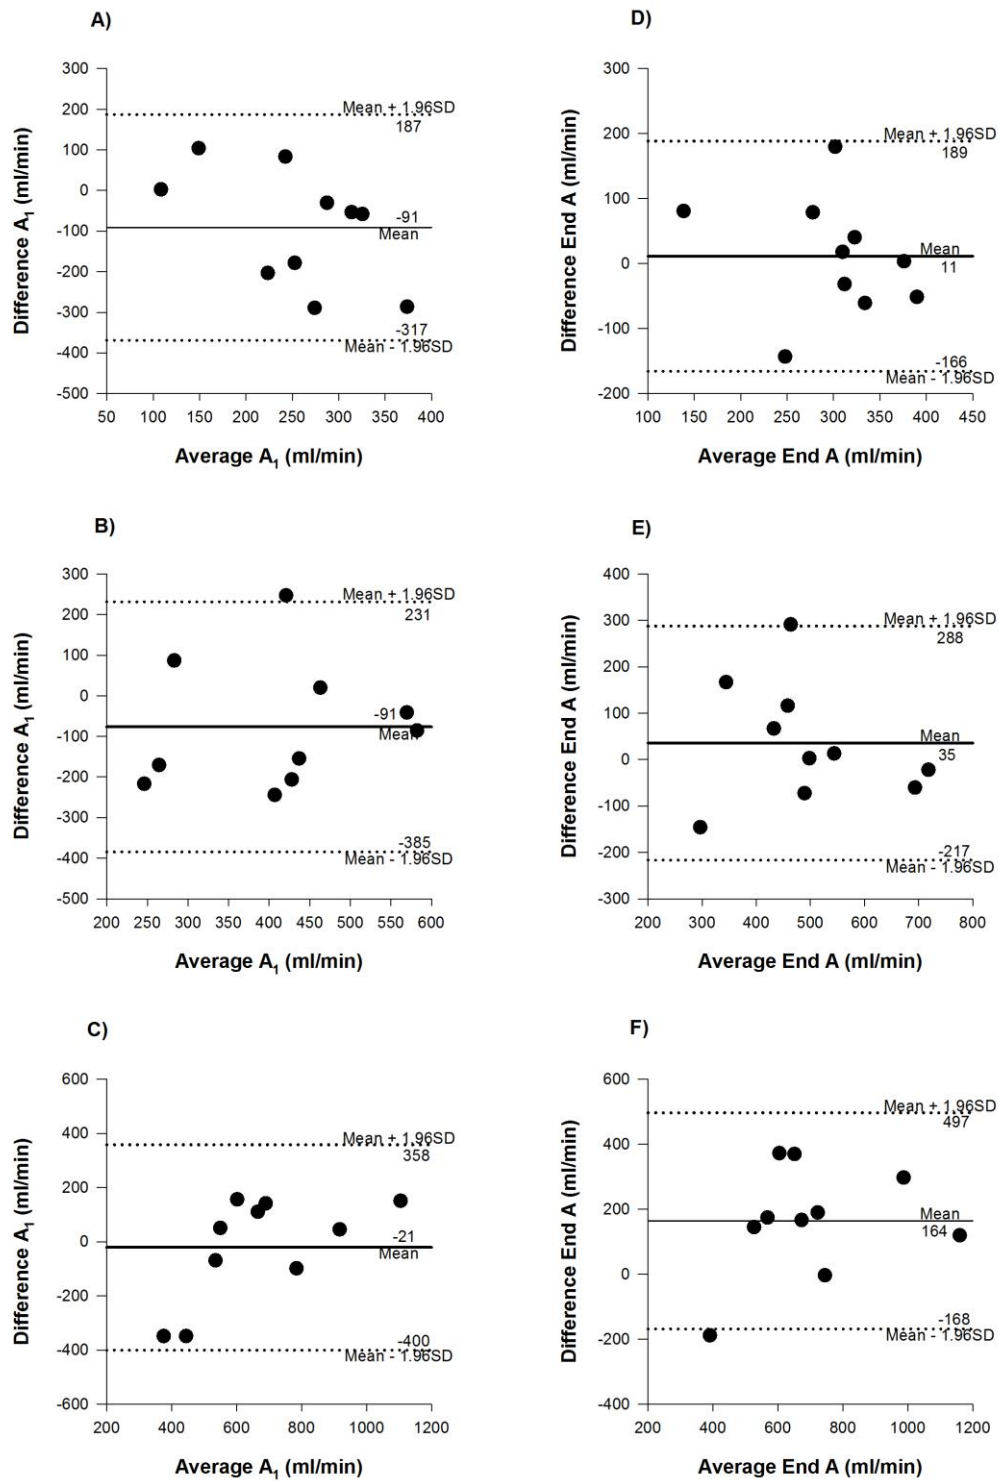 A)
300
200
100
0
-100
-200
-300
-400
-500
Difference A1 (ml/min)
Mean + 1.96SD
187
-91
Mean
-317
Mean - 1.96SD
50 100 150 200 250 300 350 400
Average A1 (ml/min)
D)
300
200
100
0
-100
-200
Difference End A (ml/min)
Mean + 1.96SD
189
Mean
11
-166
Mean - 1.96SD
100 150 200 250 300 350 400 450
Average End A (ml/min)
B)
300
200
100
0
-100
-200
-300
-400
-500
Difference A1 (ml/min)
Mean + 1.96SD
231
-91
Mean
-385
Mean - 1.96SD
200 250 300 350 400 450 500 550 600
Average A1 (ml/min)
E)
400
300
200
100
0
-100
-200
-300
Difference End A (ml/min)
Mean + 1.96SD
288
Mean
35
-217
Mean - 1.96SD
200 300 400 500 600 700 800
Average End A (ml/min)
C)
600
400
200
0
-200
-400
-600
Difference A1 (ml/min)
Mean + 1.96SD
358
-21
Mean
-400
Mean - 1.96SD
200 400 600 800 1000 1200
Average A1 (ml/min)
F)
600
400
200
0
-200
-400
Difference End A (ml/min)
Mean + 1.96SD
497
Mean
164
-168
Mean - 1.96SD
200 400 600 800 1000 1200
Average End A (ml/min)